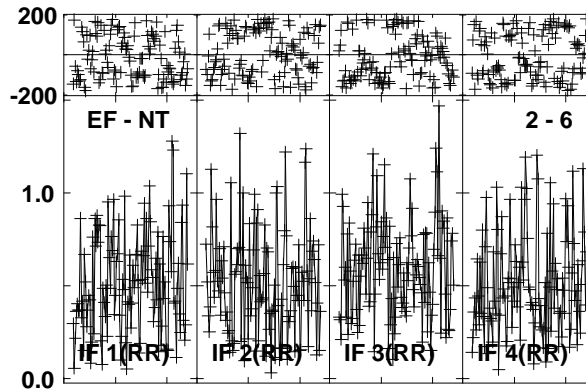 200
-200
EF - NT 2 - 6
1.0
IF 1(RR) IF 2(RR) IF 3(RR) IF 4(RR)
0.0